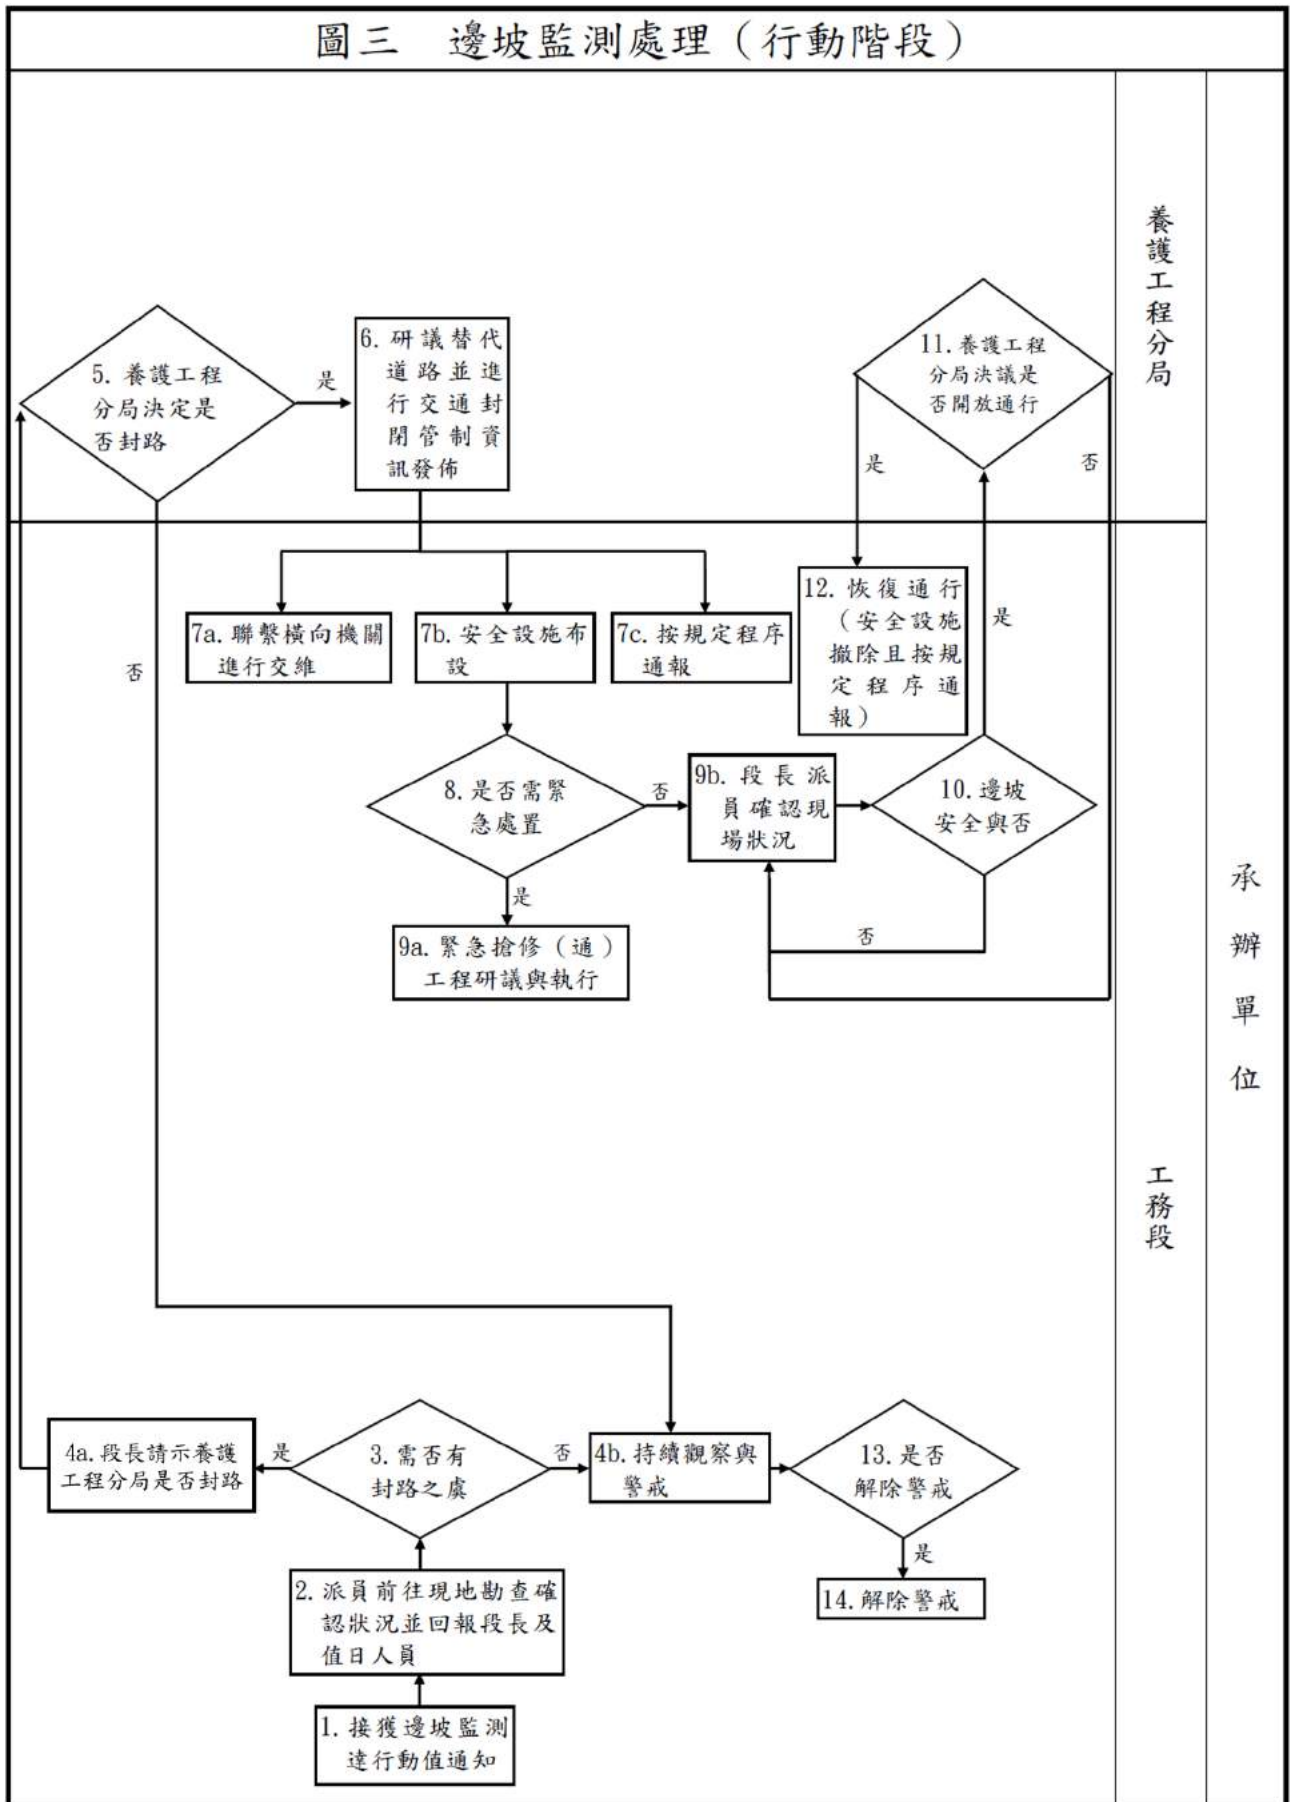 圖三 邊坡監測處理（行動階段）
養護工程分局
承辦單位
工務段
5. 養護工程
分局決定是
否封路
是
6. 研議替代
道路並進
行交通封
閉管制資
訊發佈
11. 養護工程
分局決議是
否開放通行
是
否
否
7a. 聯繫橫向機關
進行交維
7b. 安全設施布
設
7c. 按規定程序
通報
12. 恢復通行
（安全設施
撤除且按規
定程序通
報）
是
8. 是否需緊
急處置
否
9b. 段長派
員確認現
場狀況
10. 邊坡
安全與否
是
否
9a. 緊急搶修（通）
工程研議與執行
4a. 段長請示養護
工程分局是否封路
是
3. 需否有
封路之虞
否
4b. 持續觀察與
警戒
13. 是否
解除警戒
是
14. 解除警戒
2. 派員前往現地勘查確
認狀況並回報段長及
值日人員
1. 接獲邊坡監測
達行動值通知